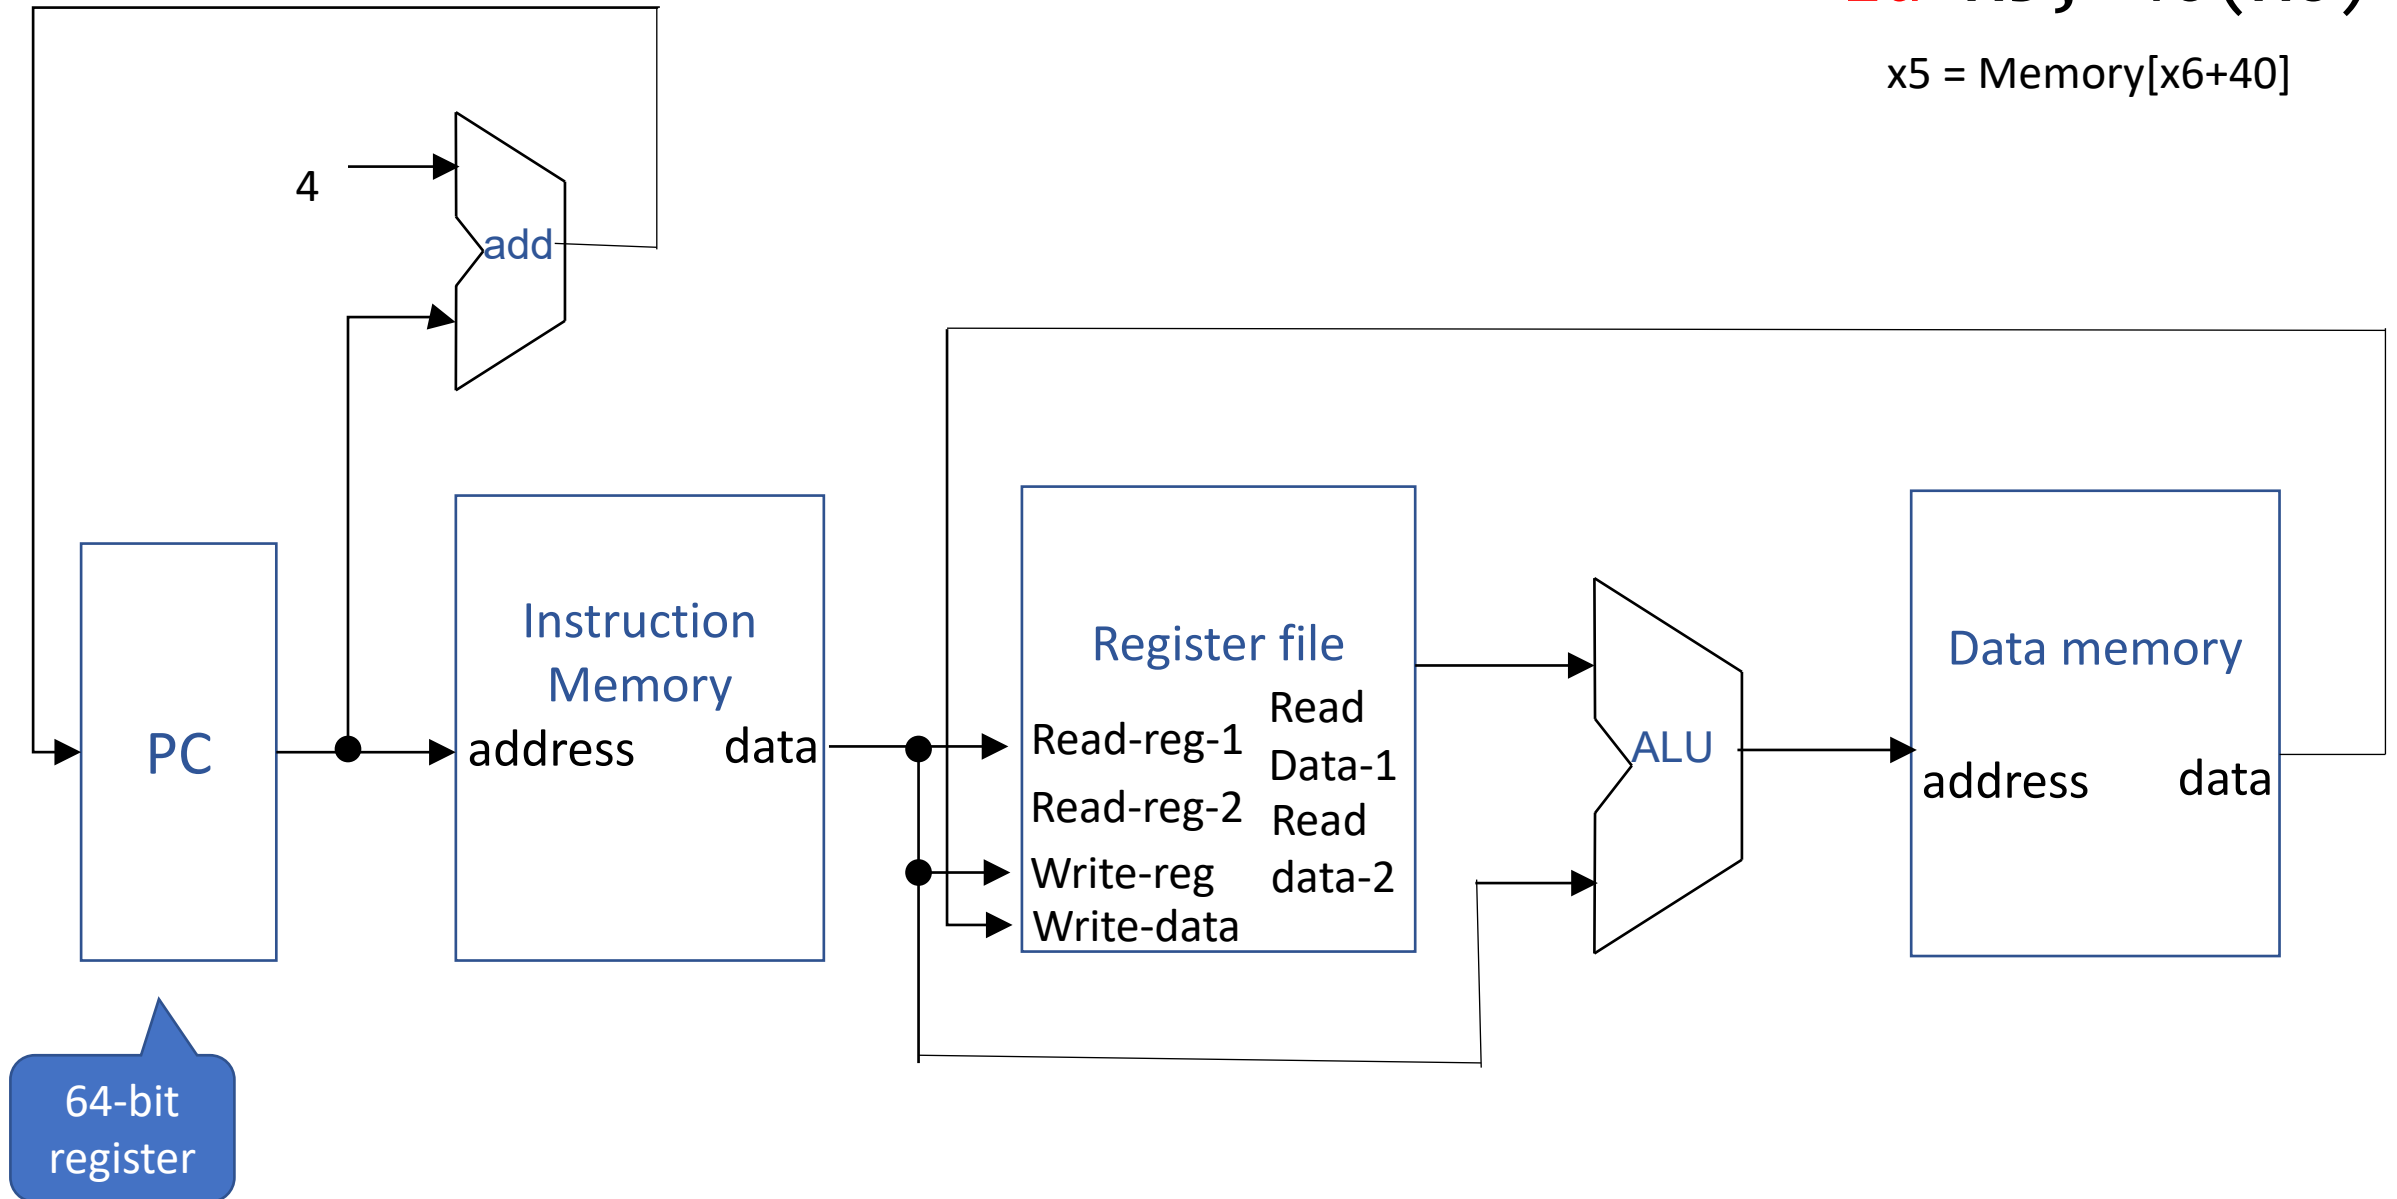 x5 = Memory[x6+40]
4
add
Instruction
Memory
address
data
PC
Register file
Read
Data-1
Read
data-2
Read-reg-1
Read-reg-2
Write-reg
Write-data
ALU
Data memory
address
data
64-bit
register